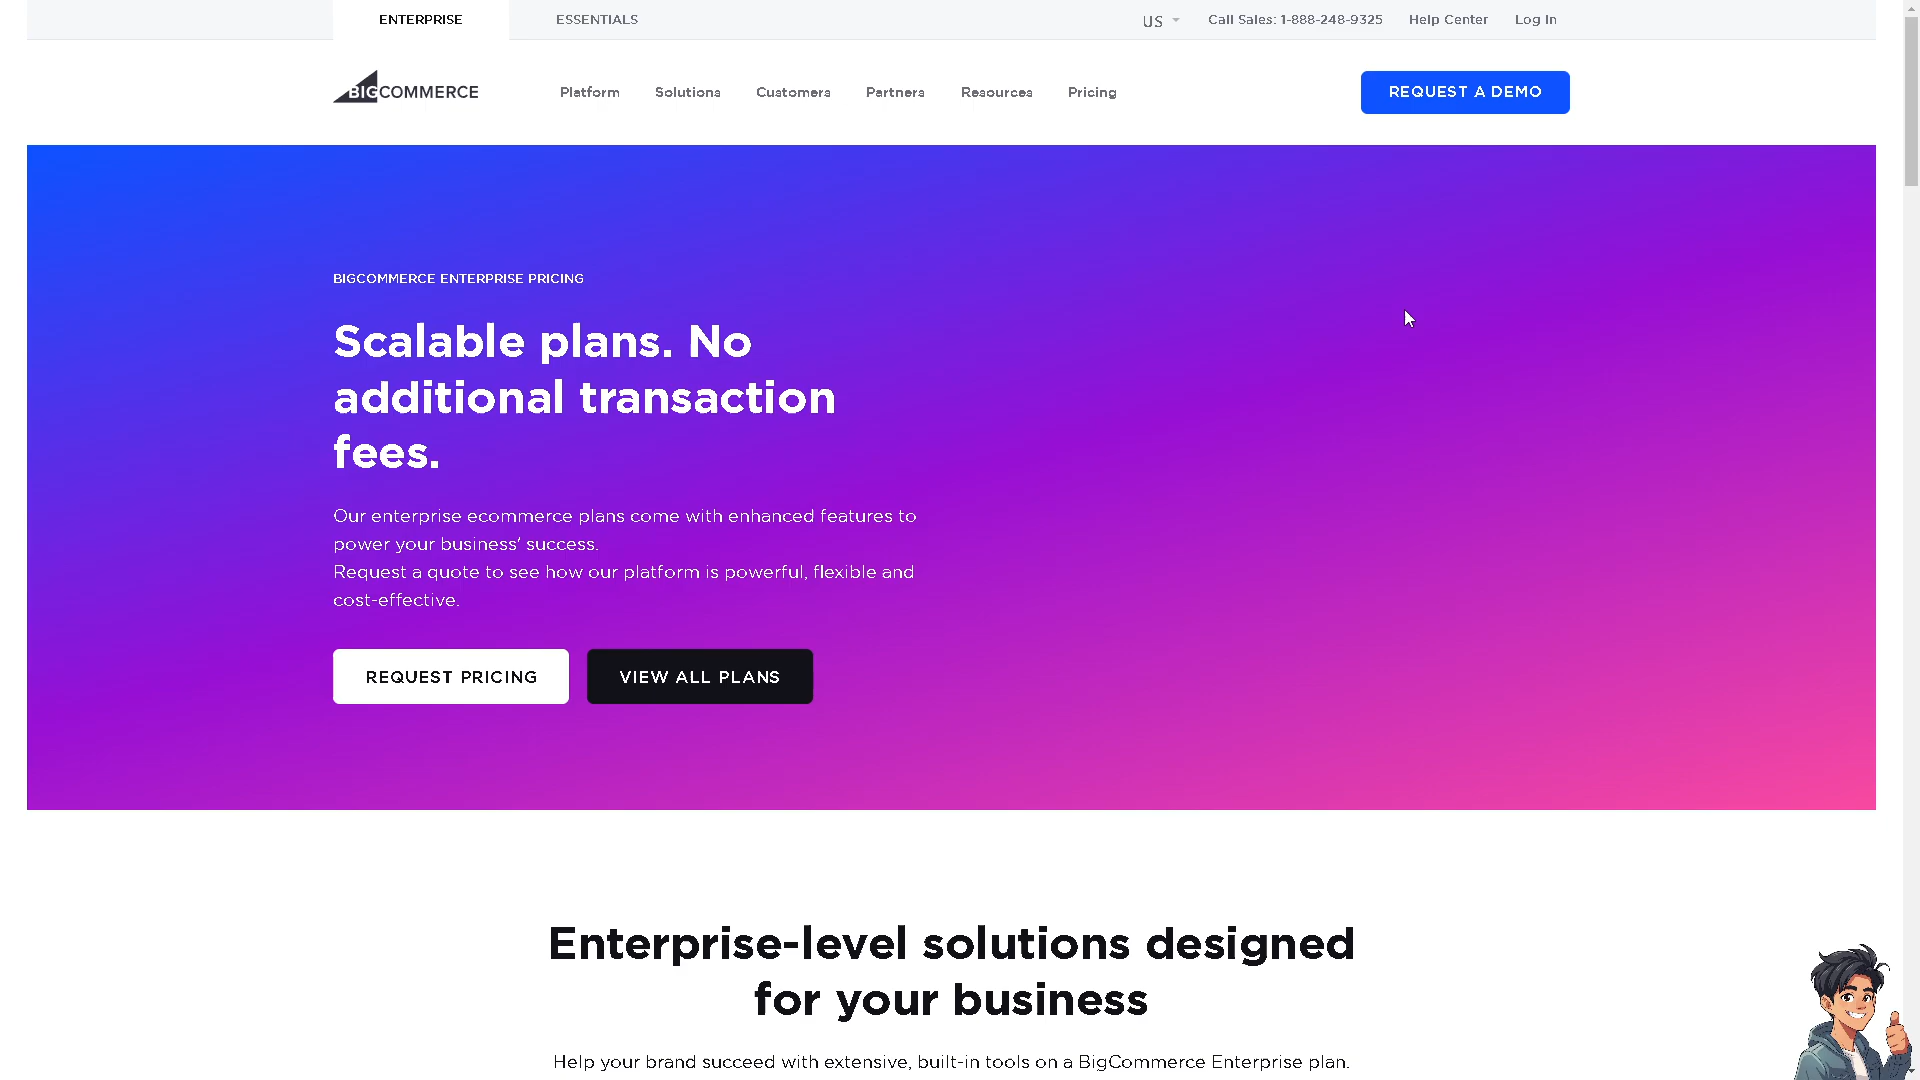 ENTERPRISE
ESSENTIALS
US
Call Sales: 1-888-248-9325
Help Center
Log In
BIGCOMMERCE
Platform
Solutions
Customers
Partners
Resources
Pricing
REQUEST A DEMO
BIGCOMMERCE ENTERPRISE PRICING
Scalable plans. No
additional transaction
fees.
Our enterprise ecommerce plans come with enhanced features to
power your business' success.
Request a quote to see how our platform is powerful, flexible and
cost-effective.
REQUEST PRICING
VIEW ALL PLANS
Enterprise-level solutions designed
for your business
Help your brand succeed with extensive, built-in tools on a BigCommerce Enterprise plan.